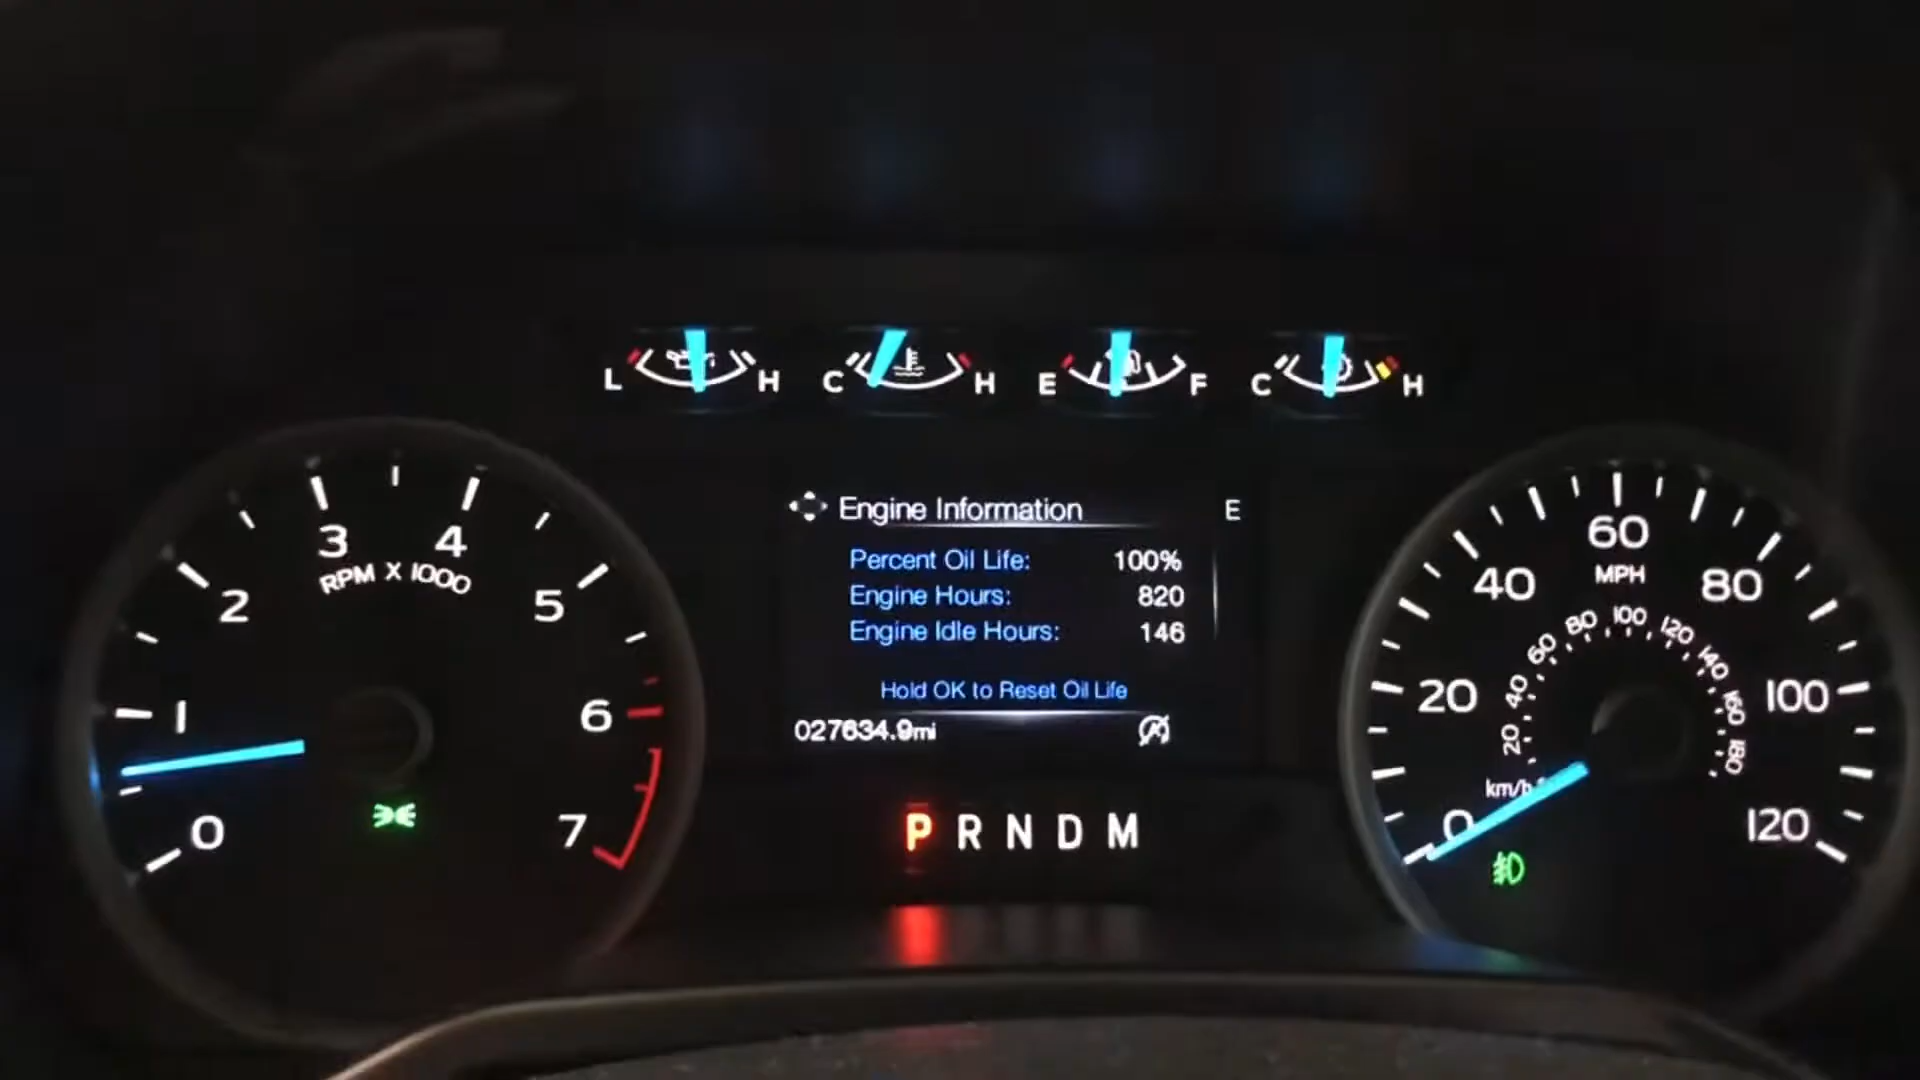 L H
C H
E F
C H
Engine Information E
Percent Oil Life: 100%
Engine Hours: 820
Engine Idle Hours: 146
Hold OK to Reset Oil Life
027634.9mi
P R N D M
0 1 2 3 4 5 6 7
RPM X 1000
0 20 40 60 80 100 120
MPH
20 40 60 80 100 120 140 160 180
km/h